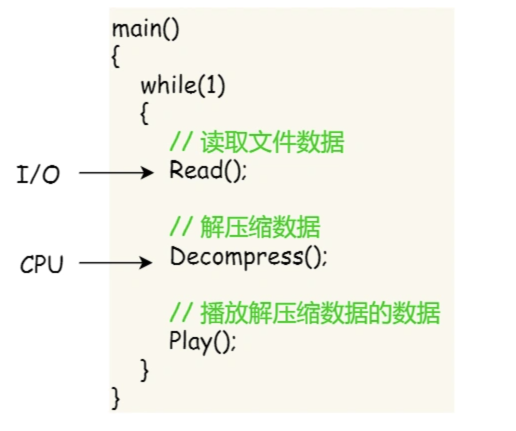 main()
{
while(1)
{
// 读取文件数据
I/O Read();
// 解压缩数据
CPU Decompress();
// 播放解压缩数据的数据
Play();
}
}